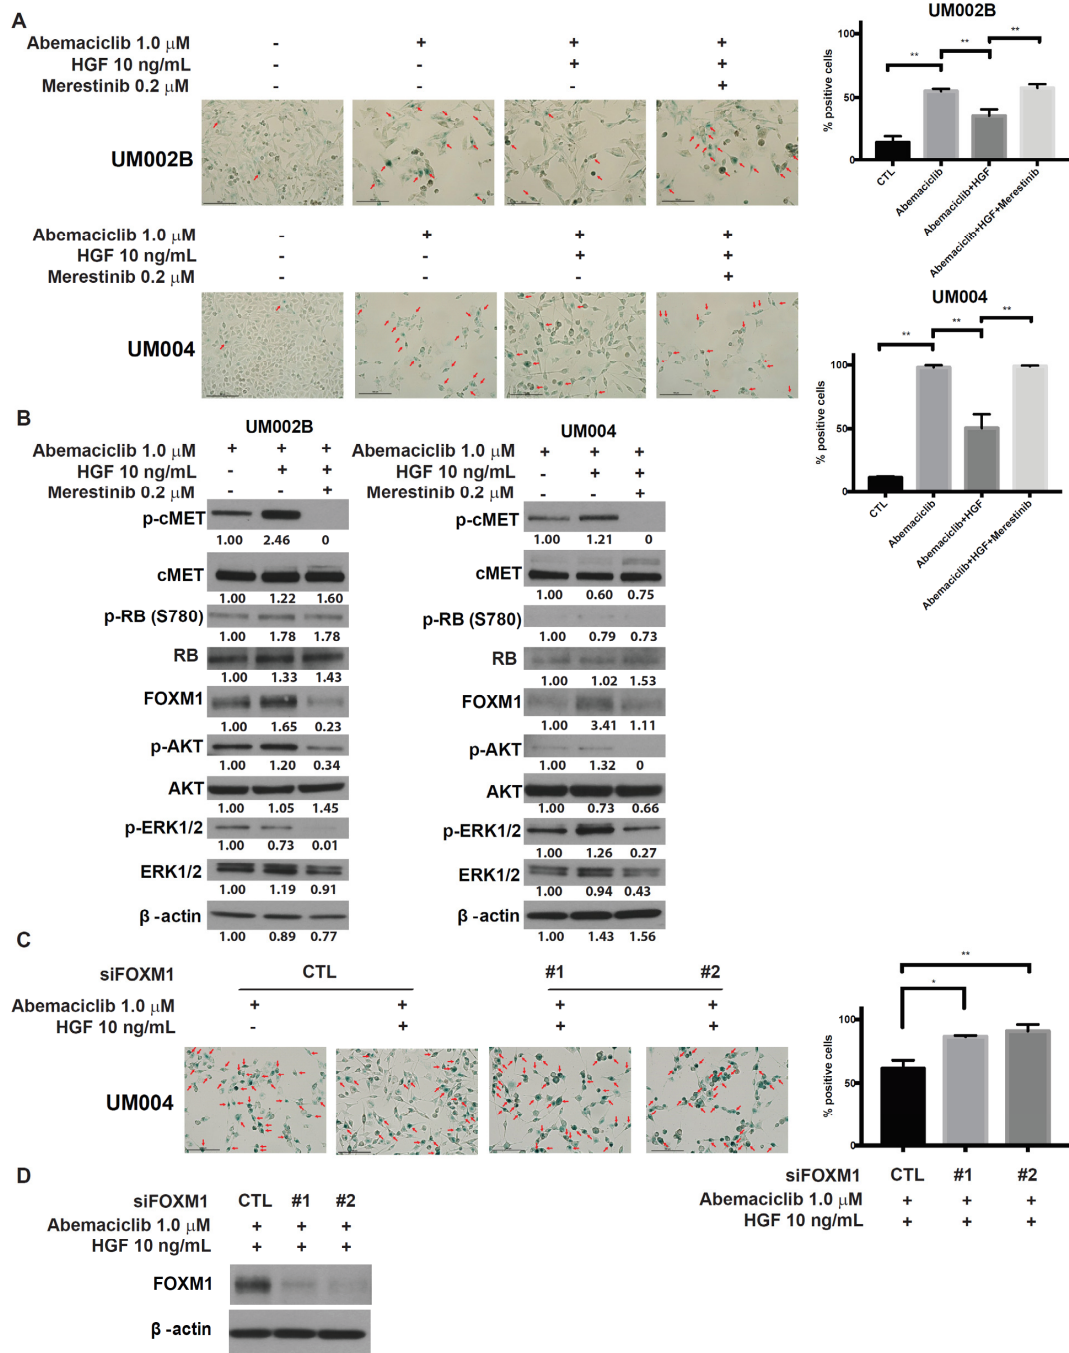 A
Abemaciclib 1.0 μM - + + +
HGF 10 ng/mL - - + +
Merestinib 0.2 μM - - - +
UM002B
Abemaciclib 1.0 μM - + + +
HGF 10 ng/mL - - + +
Merestinib 0.2 μM - - - +
UM004
UM002B
% positive cells
100
50
0
** ** **
CTL
Abemaciclib
Abemaciclib+HGF
Abemaciclib+HGF+Merestinib
UM004
% positive cells
100
50
0
** ** **
CTL
Abemaciclib
Abemaciclib+HGF
Abemaciclib+HGF+Merestinib
B
UM002B
Abemaciclib 1.0 μM + + +
HGF 10 ng/mL - + +
Merestinib 0.2 μM - - +
p-cMET
1.00 2.46 0
cMET
1.00 1.22 1.60
p-RB (S780)
1.00 1.78 1.78
RB
1.00 1.33 1.43
FOXM1
1.00 1.65 0.23
p-AKT
1.00 1.20 0.34
AKT
1.00 1.05 1.45
p-ERK1/2
1.00 0.73 0.01
ERK1/2
1.00 1.19 0.91
β -actin
1.00 0.89 0.77
UM004
Abemaciclib 1.0 μM + + +
HGF 10 ng/mL - + +
Merestinib 0.2 μM - - +
p-cMET
1.00 1.21 0
cMET
1.00 0.60 0.75
p-RB (S780)
1.00 0.79 0.73
RB
1.00 1.02 1.53
FOXM1
1.00 3.41 1.11
p-AKT
1.00 1.32 0
AKT
1.00 0.73 0.66
p-ERK1/2
1.00 1.26 0.27
ERK1/2
1.00 0.94 0.43
β -actin
1.00 1.43 1.56
C
siFOXM1 CTL #1 #2
Abemaciclib 1.0 μM + + + +
HGF 10 ng/mL - + + +
UM004
% positive cells
100
50
0
* **
siFOXM1 CTL #1 #2
Abemaciclib 1.0 μM + + +
HGF 10 ng/mL + + +
D
siFOXM1 CTL #1 #2
Abemaciclib 1.0 μM + + +
HGF 10 ng/mL + + +
FOXM1
β -actin